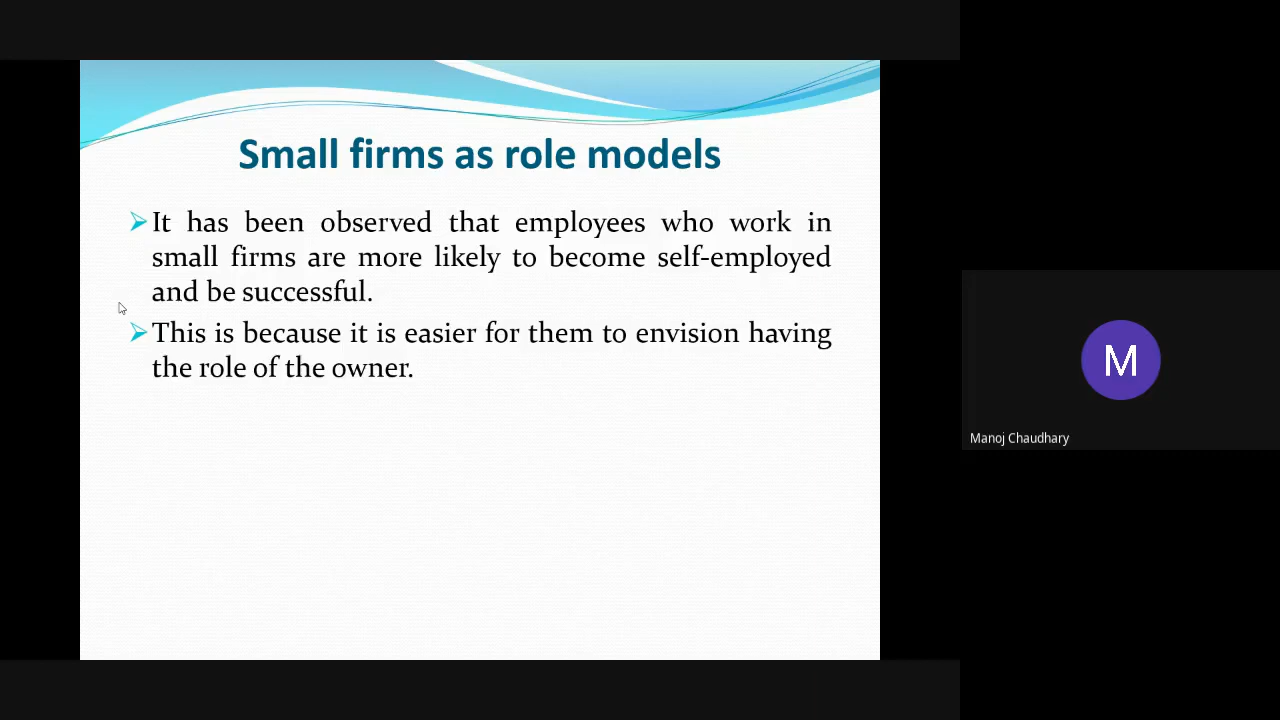 Small firms as role models
It has been observed that employees who work in
small firms are more likely to become self-employed
and be successful.
This is because it is easier for them to envision having
the role of the owner.
M
Manoj Chaudhary